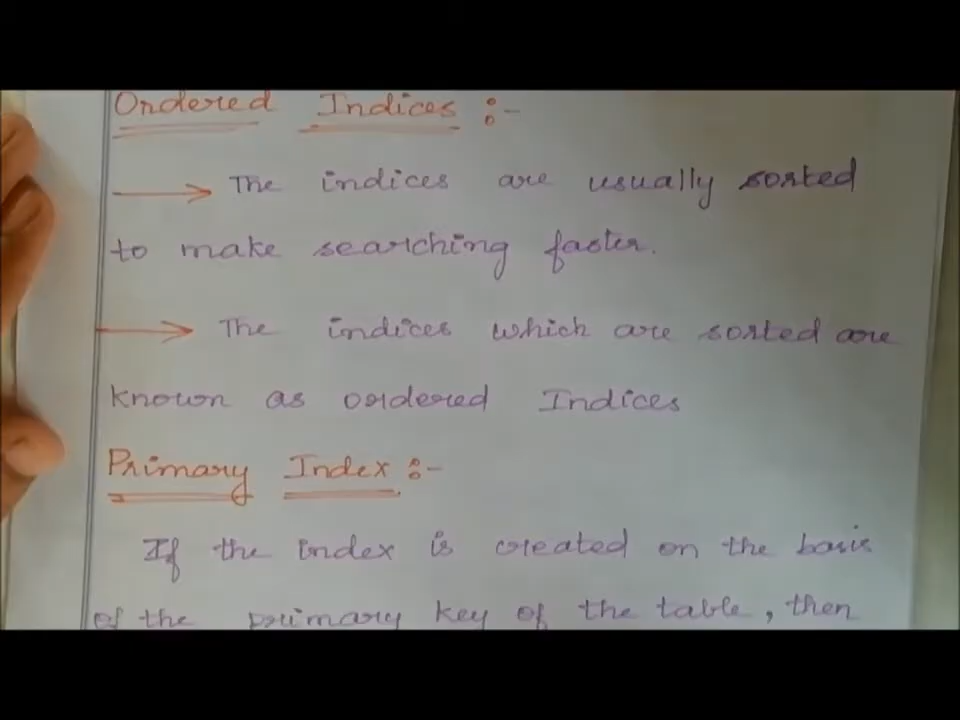 Ordered Indices :-
→ The indices are usually sorted
to make searching faster.
→ The indices which are sorted are
known as ordered Indices
Primary Index :-
If the index is created on the basis
of the primary key of the table, then